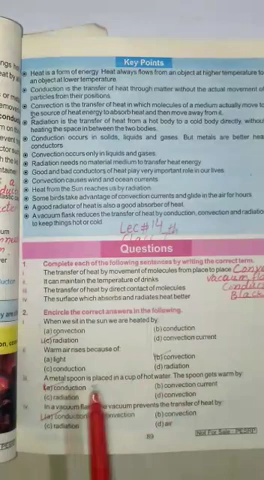 Key Points
Heat is a form of energy. Heat always flows from an object at higher temperature to
an object at lower temperature.
Conduction is the transfer of heat through matter without the actual movement of
particles from their positions.
Convection is the transfer of heat in which molecules of a medium actually move to
the source of heat energy to absorb heat and then move away from it.
Radiation is the transfer of heat from a hot body to a cold body directly, without
heating the space in between the two bodies.
Conduction occurs in solids, liquids and gases. But metals are better heat
conductors.
Convection occurs only in liquids and gases.
Radiation needs no material medium to transfer heat energy
Good and bad conductors of heat play very important role in our lives.
Convection causes wind and ocean currents
Heat from the Sun reaches us by radiation
Some birds take advantage of convection currents and glide in the air for hours
A good radiator of heat is also a good absorber of heat.
A vacuum flask reduces the transfer of heat by conduction, convection and radiation
to keep things hot or cold.
Lec# 14
Questions
1. Complete each of the following sentences by writing the correct term.
i. The transfer of heat by movement of molecules from place to place
ii. It can maintain the temperature of drinks vacuum
iii. The transfer of heat by direct contact of molecules
iv. The surface which absorbs and radiates heat better Black
2. Encircle the correct answers in the following.
i. When we sit in the sun we are heated by:
(a) convection (b) conduction
(c) radiation (d) convection current
ii. Warm air rises because of:
(a) light (b) convection
(c) conduction (d) radiation
iii. A metal spoon is placed in a cup of hot water. The spoon gets warm by
(a) conduction (b) convection current
(c) radiation (d) convection
iv. In a vacuum flask the vacuum prevents the transfer of heat by:
(a) conduction convection (b) convection
(c) radiation (d) air
89
Not For Sale - PESRP